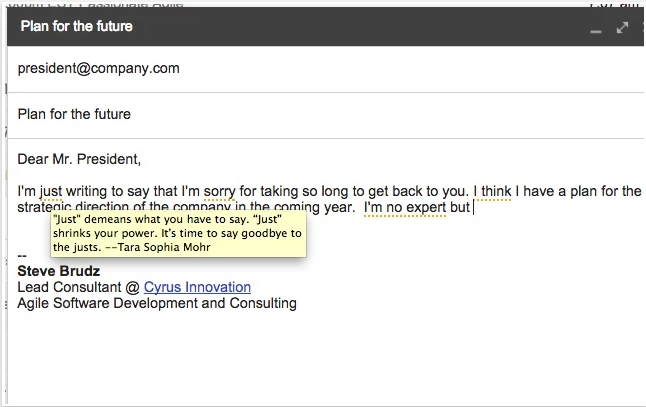 Plan for the future
president@company.com
Plan for the future
Dear Mr. President,
I'm just writing to say that I'm sorry for taking so long to get back to you. I think I have a plan for the
strategic direction of the company in the coming year.  I'm no expert but
"Just" demeans what you have to say. “Just”
shrinks your power. It’s time to say goodbye to
the justs. --Tara Sophia Mohr
--
Steve Brudz
Lead Consultant @ Cyrus Innovation
Agile Software Development and Consulting